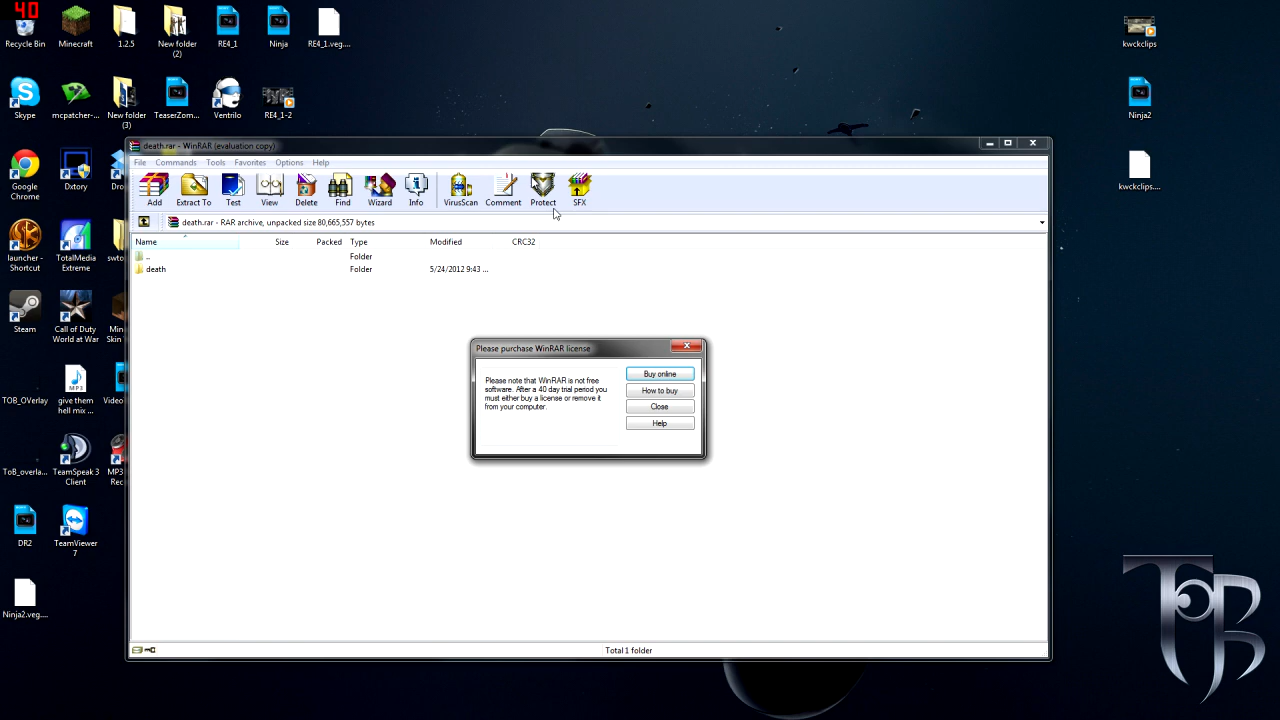 40
Recycle Bin
Minecraft
1.2.5
New folder
(2)
RE4_1
Ninja
RE4_1.veg....
kwckclips
Skype
mcpatcher-...
New folder
(3)
TeaserZom...
Ventrilo
RE4_1-2
Ninja2
Google
Chrome
Dxtory
kwckclips....
launcher -
Shortcut
TotalMedia
Extreme
Steam
Call of Duty
World at War
TOB_OVerlay
give them
hell mix ...
ToB_overla...
TeamSpeak 3
Client
DR2
TeamViewer
7
Ninja2.veg....
death.rar - WinRAR (evaluation copy)
File Commands Tools Favorites Options Help
Add Extract To Test View Delete Find Wizard Info VirusScan Comment Protect SFX
death.rar - RAR archive, unpacked size 80,665,557 bytes
Name Size Packed Type Modified CRC32
.. Folder
death Folder 5/24/2012 9:43 ...
Please purchase WinRAR license
Please note that WinRAR is not free
software. After a 40 day trial period you
must either buy a license or remove it
from your computer.
Buy online
How to buy
Close
Help
Total 1 folder
TOB